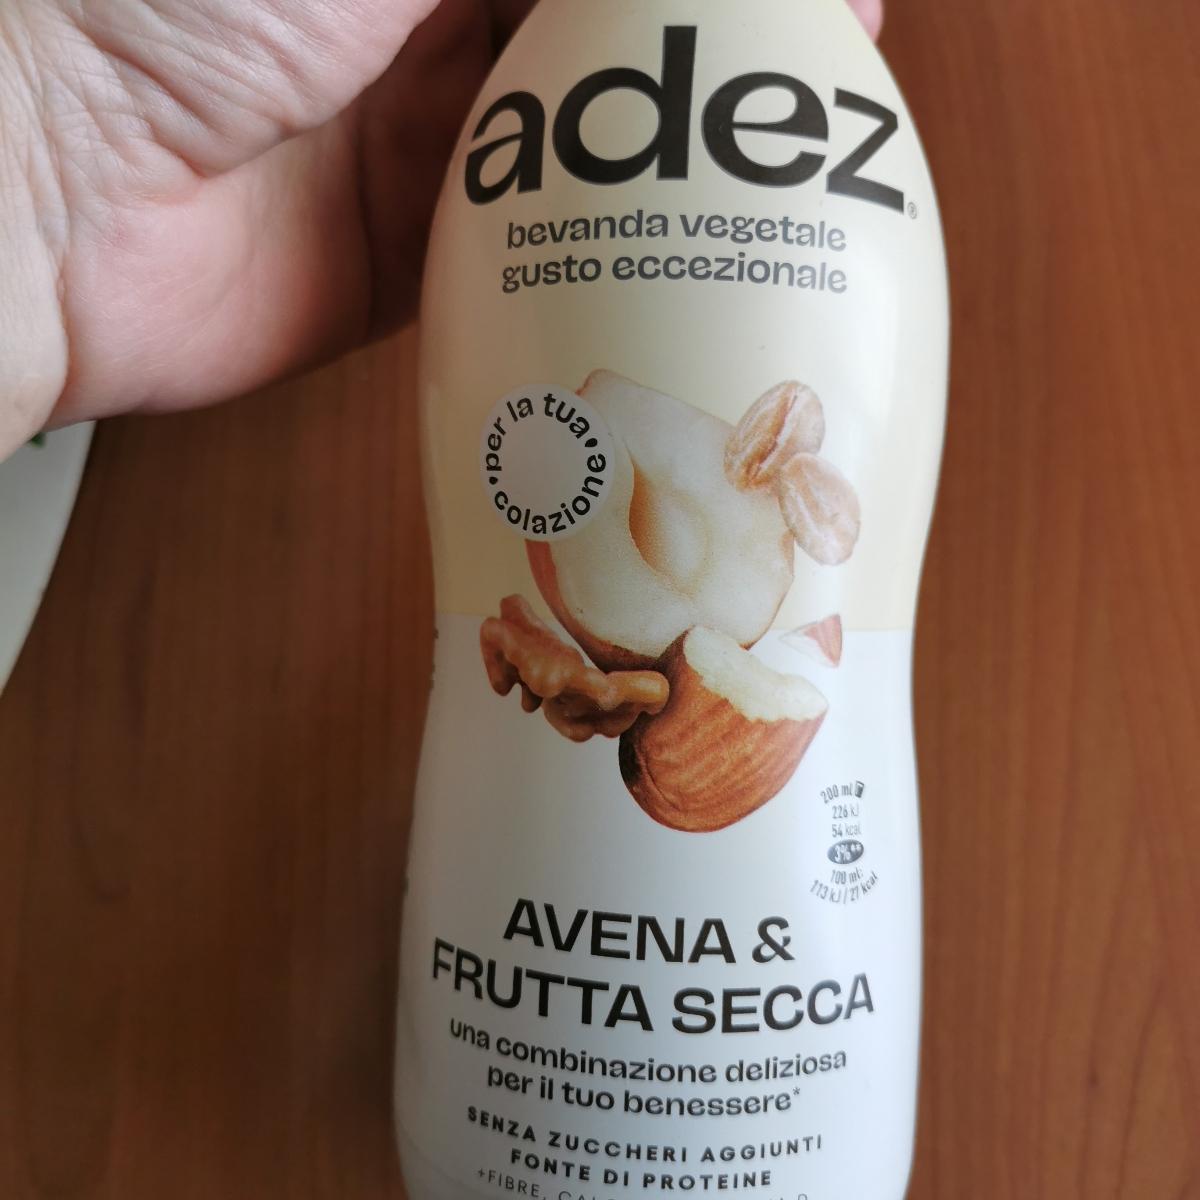 adez®
bevanda vegetale
gusto eccezionale
per la tua
colazione
200 ml
226 kJ
54 kcal
3%**
100 ml:
113 kJ / 27 kcal
AVENA &
FRUTTA SECCA
una combinazione deliziosa
per il tuo benessere*
SENZA ZUCCHERI AGGIUNTI
FONTE DI PROTEINE
+FIBRE,